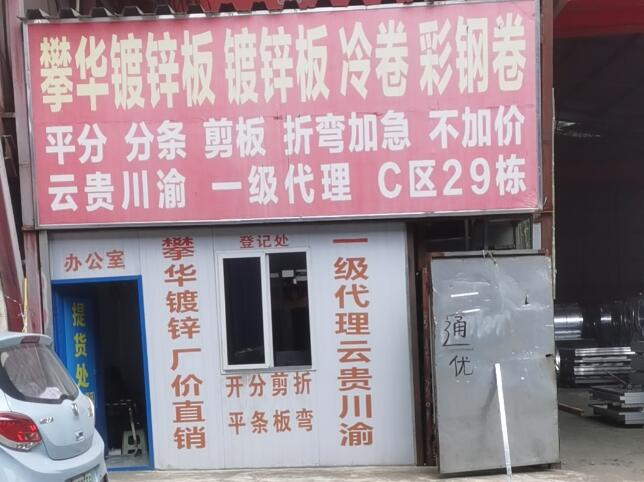 攀华镀锌板 镀锌板 冷卷 彩钢卷
平分 分条 剪板 折弯加急 不加价
云贵川渝 一级代理 C区29栋
办公室
登记处
提货处
攀华镀锌厂价直销
开分剪折
平条板弯
一级代理云贵川渝
通
优